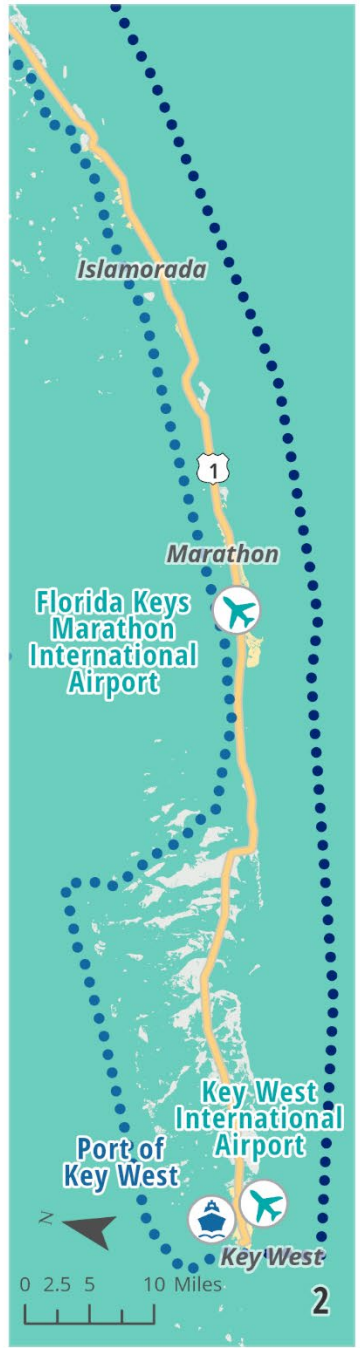 Islamorada
1
Marathon
Florida Keys
Marathon
International
Airport
Key West
International
Airport
Port of
Key West
N
Key West
0 2.5 5 10 Miles
2